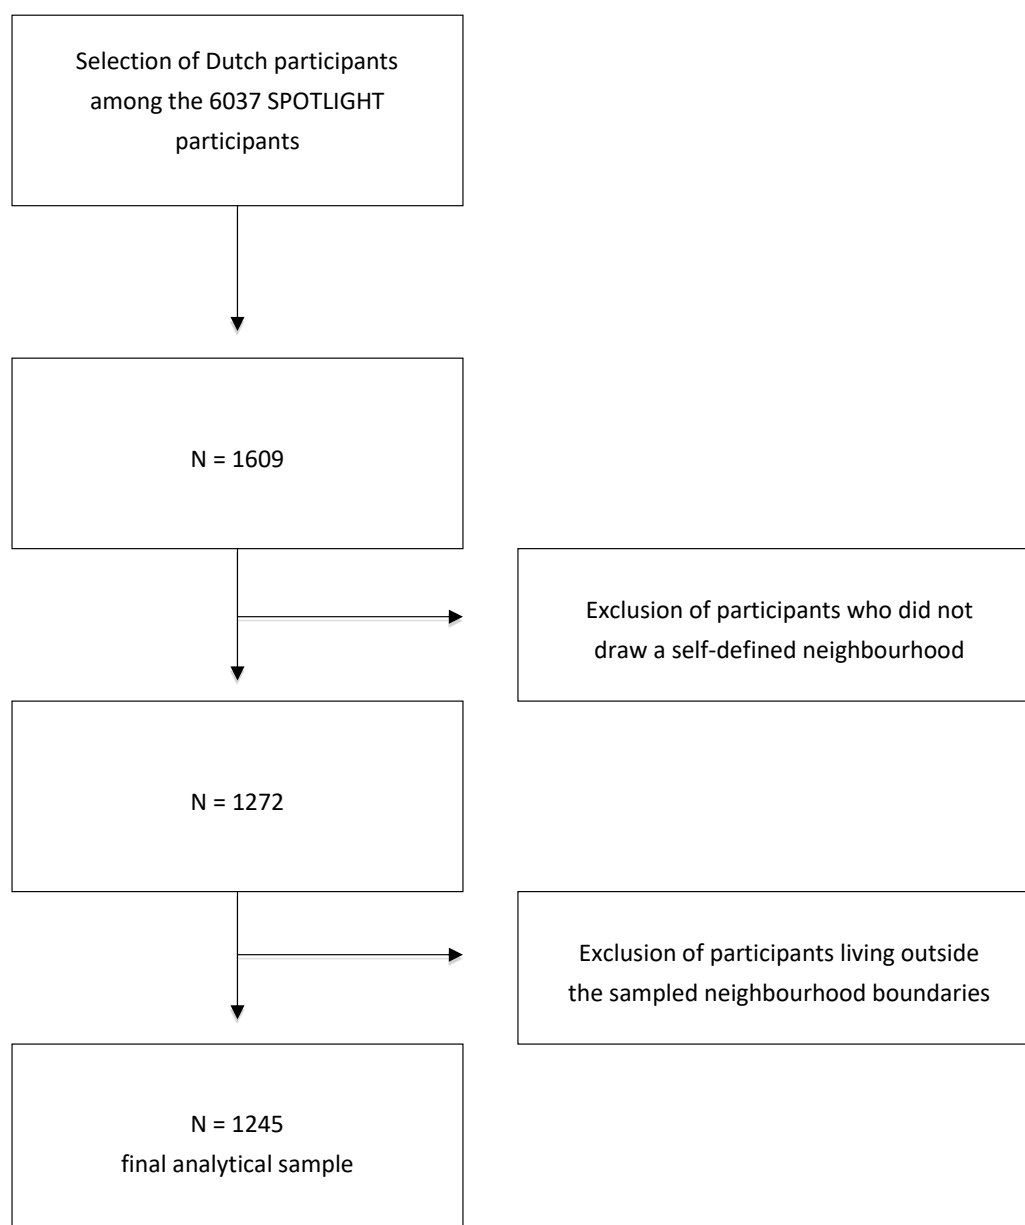 Selection of Dutch participants
among the 6037 SPOTLIGHT
participants
N = 1609
Exclusion of participants who did not
draw a self-defined neighbourhood
N = 1272
Exclusion of participants living outside
the sampled neighbourhood boundaries
N = 1245
final analytical sample